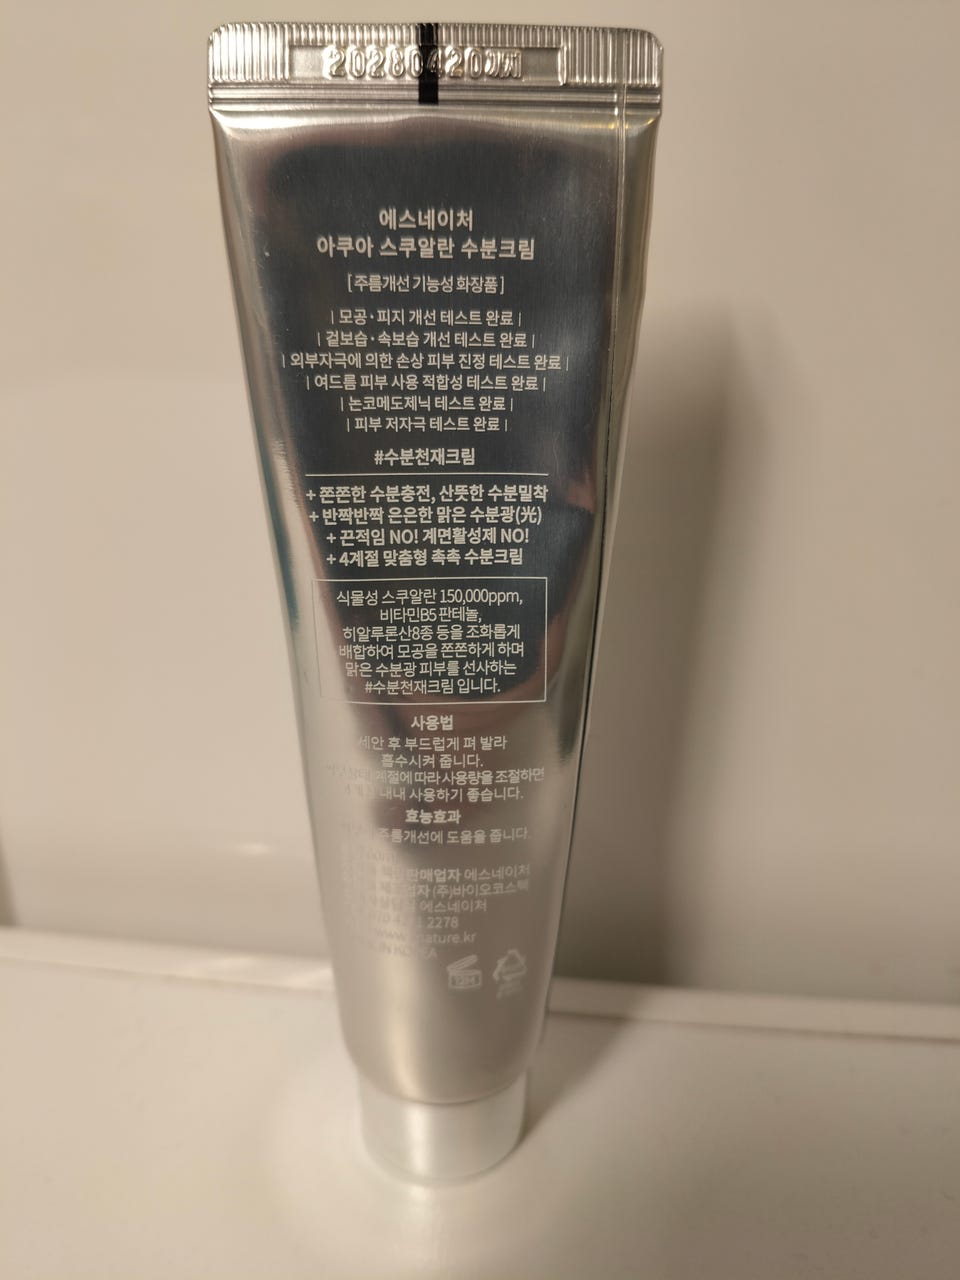 20280420까지
에스네이처
아쿠아 스쿠알란 수분크림
[주름개선 기능성 화장품]
| 모공·피지 개선 테스트 완료 |
| 겉보습·속보습 개선 테스트 완료 |
| 외부자극에 의한 손상 피부 진정 테스트 완료 |
| 여드름 피부 사용 적합성 테스트 완료 |
| 논코메도제닉 테스트 완료 |
| 피부 저자극 테스트 완료 |
#수분천재크림
+ 쫀쫀한 수분충전, 산뜻한 수분밀착
+ 반짝반짝 은은한 맑은 수분광(光)
+ 끈적임 NO! 계면활성제 NO!
+ 4계절 맞춤형 촉촉 수분크림
식물성 스쿠알란 150,000ppm,
비타민B5 판테놀,
히알루론산8종 등을 조화롭게
배합하여 모공을 쫀쫀하게 하며
맑은 수분광 피부를 선사하는
#수분천재크림 입니다.
사용법
세안 후 부드럽게 펴 발라
흡수시켜 줍니다.
계절에 따라 사용량을 조절하면
내내 사용하기 좋습니다.
효능효과
주름개선에 도움을 줍니다.
판매업자 에스네이처
(주)바이오코스텍
에스네이처
2278
nature.kr
IN KOREA
12M